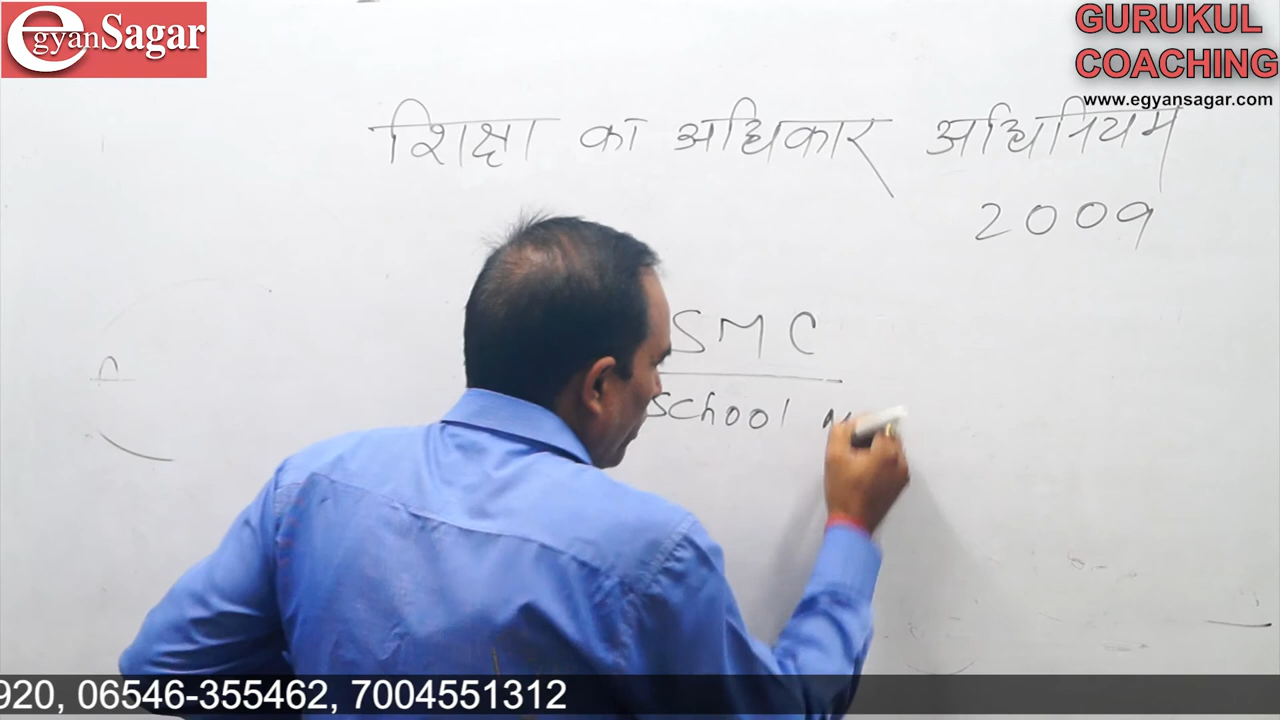 egyanSagar
GURUKUL
COACHING
www.egyansagar.com
शिक्षा का अधिकार अधिनियम
2009
SMC
School
920, 06546-355462, 7004551312